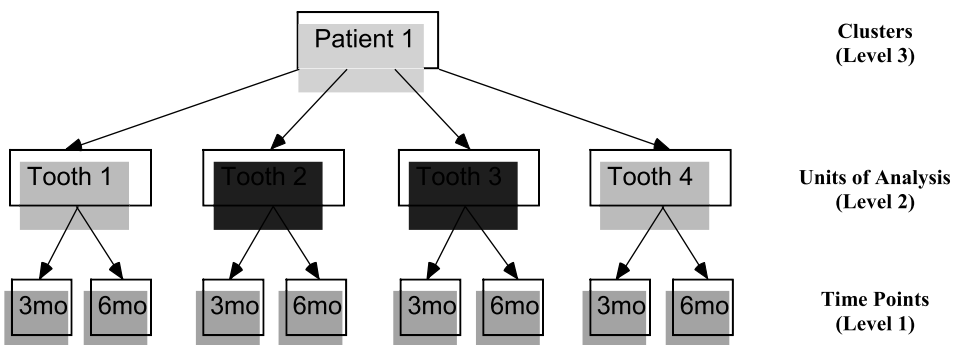 Patient 1
Clusters
(Level 3)
Tooth 1 Tooth 2 Tooth 3 Tooth 4
Units of Analysis
(Level 2)
3mo 6mo 3mo 6mo 3mo 6mo 3mo 6mo
Time Points
(Level 1)